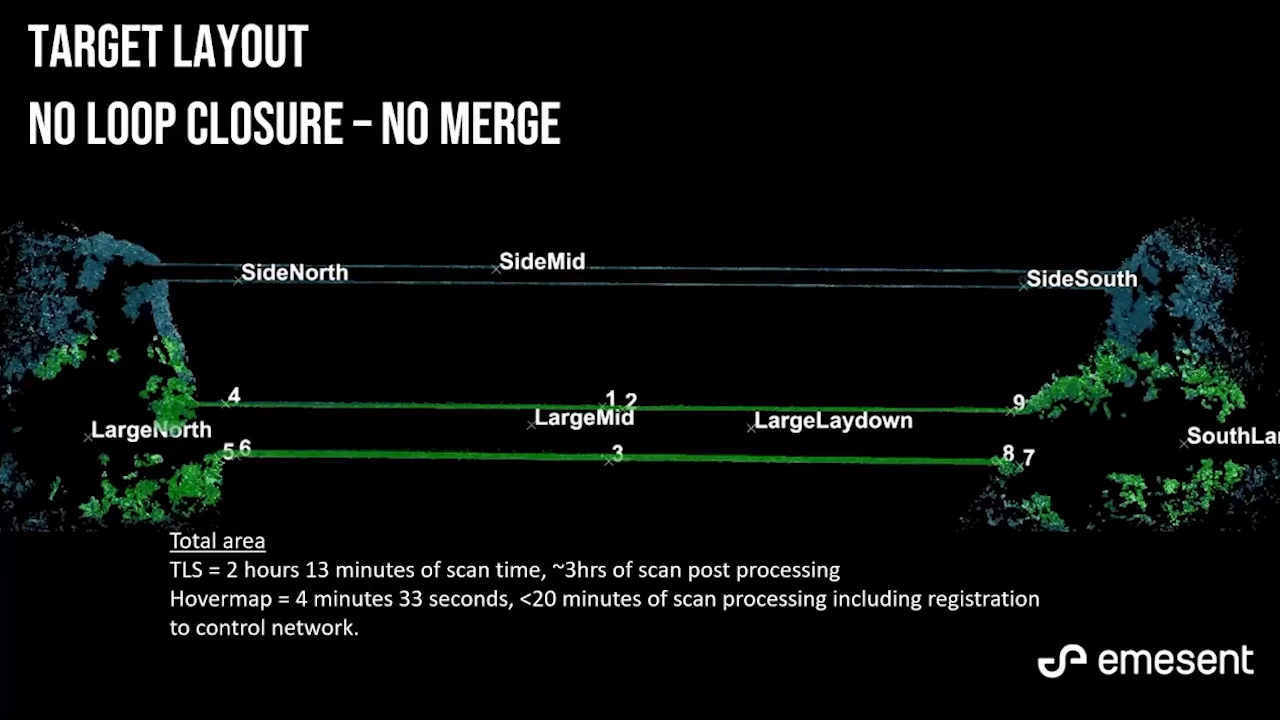 TARGET LAYOUT
NO LOOP CLOSURE – NO MERGE
SideMid
SideNorth
SideSouth
4
1
2
9
LargeMid
LargeLaydown
LargeNorth
SouthLar
5
6
3
8
7
Total area
TLS = 2 hours 13 minutes of scan time, ~3hrs of scan post processing
Hovermap = 4 minutes 33 seconds, <20 minutes of scan processing including registration
to control network.
emesent